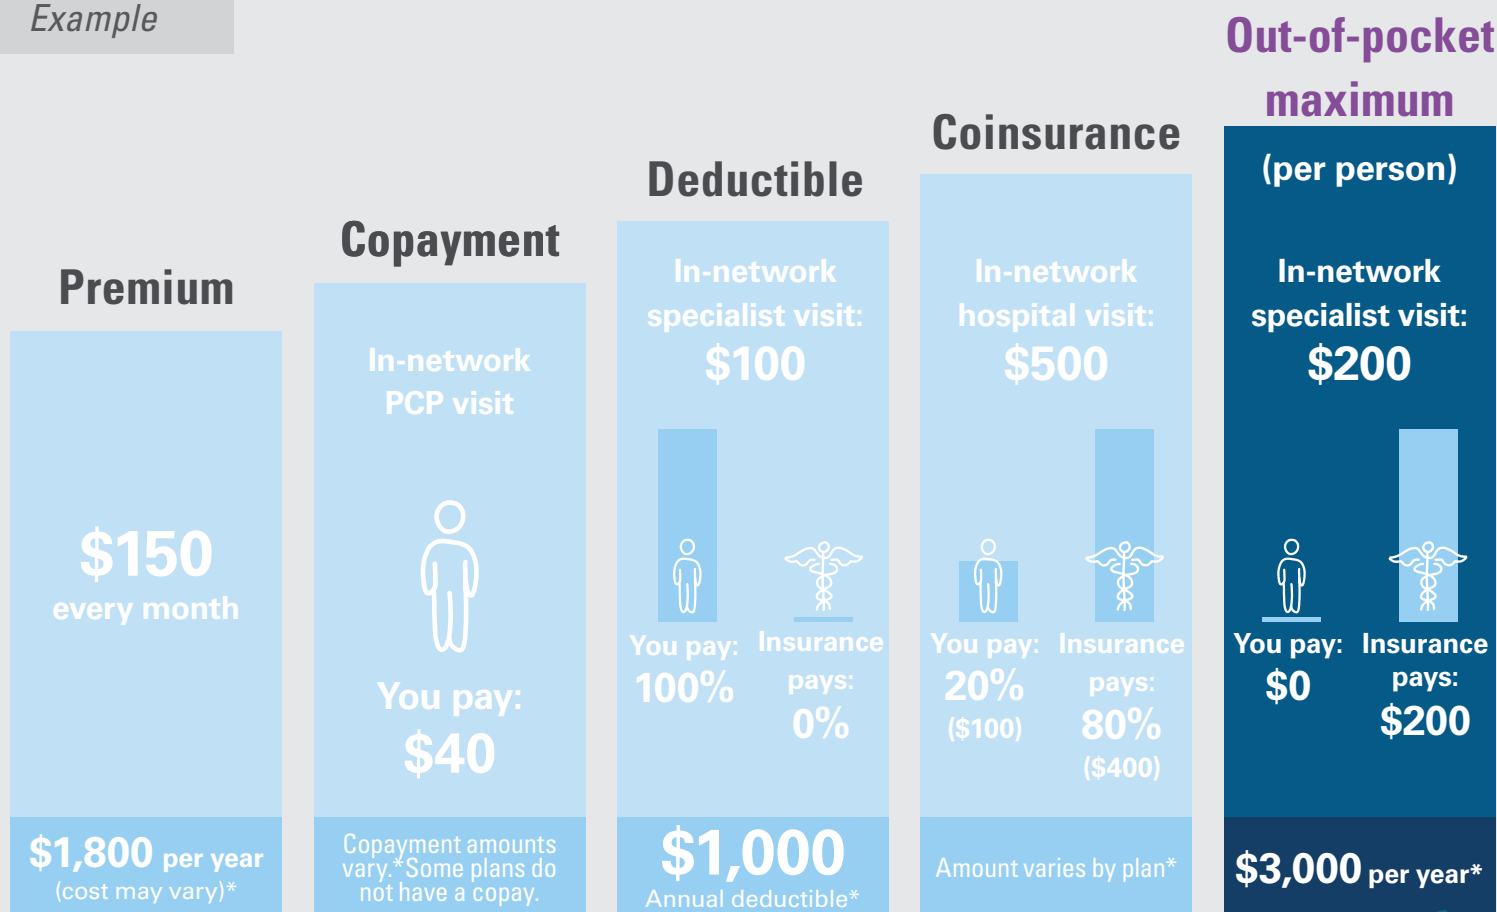 Example
Premium
$150
every month
$1,800 per year
(cost may vary)*
Copayment
In-network
PCP visit
You pay:
$40
Copayment amounts
vary.*Some plans do
not have a copay.
Deductible
In-network
specialist visit:
$100
You pay:
100%
Insurance
pays:
0%
$1,000
Annual deductible*
Coinsurance
In-network
hospital visit:
$500
You pay:
20%
($100)
Insurance
pays:
80%
($400)
Amount varies by plan*
Out-of-pocket
maximum
(per person)
In-network
specialist visit:
$200
You pay:
$0
Insurance
pays:
$200
$3,000 per year*